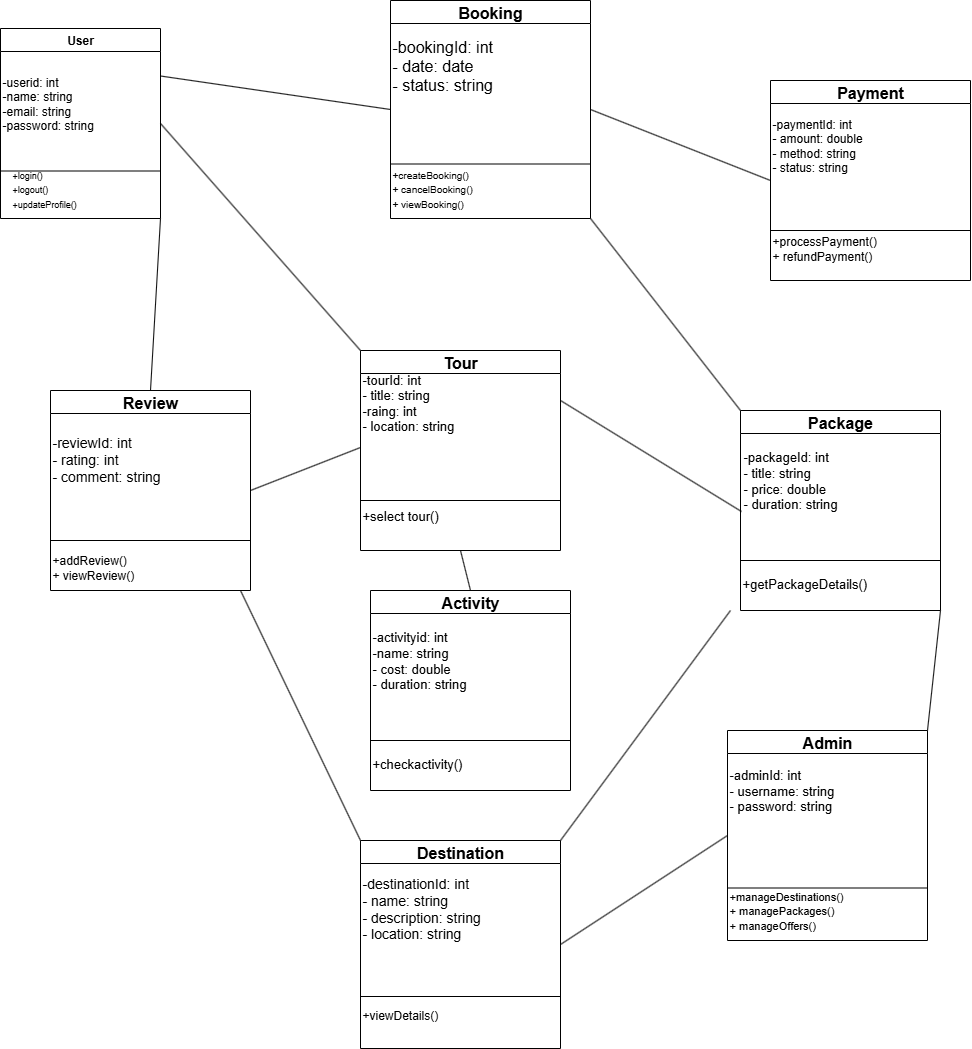 User
-userid: int
-name: string
-email: string
-password: string
+login()
+logout()
+updateProfile()
Booking
-bookingId: int
- date: date
- status: string
+createBooking()
+ cancelBooking()
+ viewBooking()
Payment
-paymentId: int
- amount: double
- method: string
- status: string
+processPayment()
+ refundPayment()
Review
-reviewId: int
- rating: int
- comment: string
+addReview()
+ viewReview()
Tour
-tourId: int
- title: string
-raing: int
- location: string
+select tour()
Package
-packageId: int
- title: string
- price: double
- duration: string
+getPackageDetails()
Activity
-activityid: int
-name: string
- cost: double
- duration: string
+checkactivity()
Admin
-adminId: int
- username: string
- password: string
+manageDestinations()
+ managePackages()
+ manageOffers()
Destination
-destinationId: int
- name: string
- description: string
- location: string
+viewDetails()